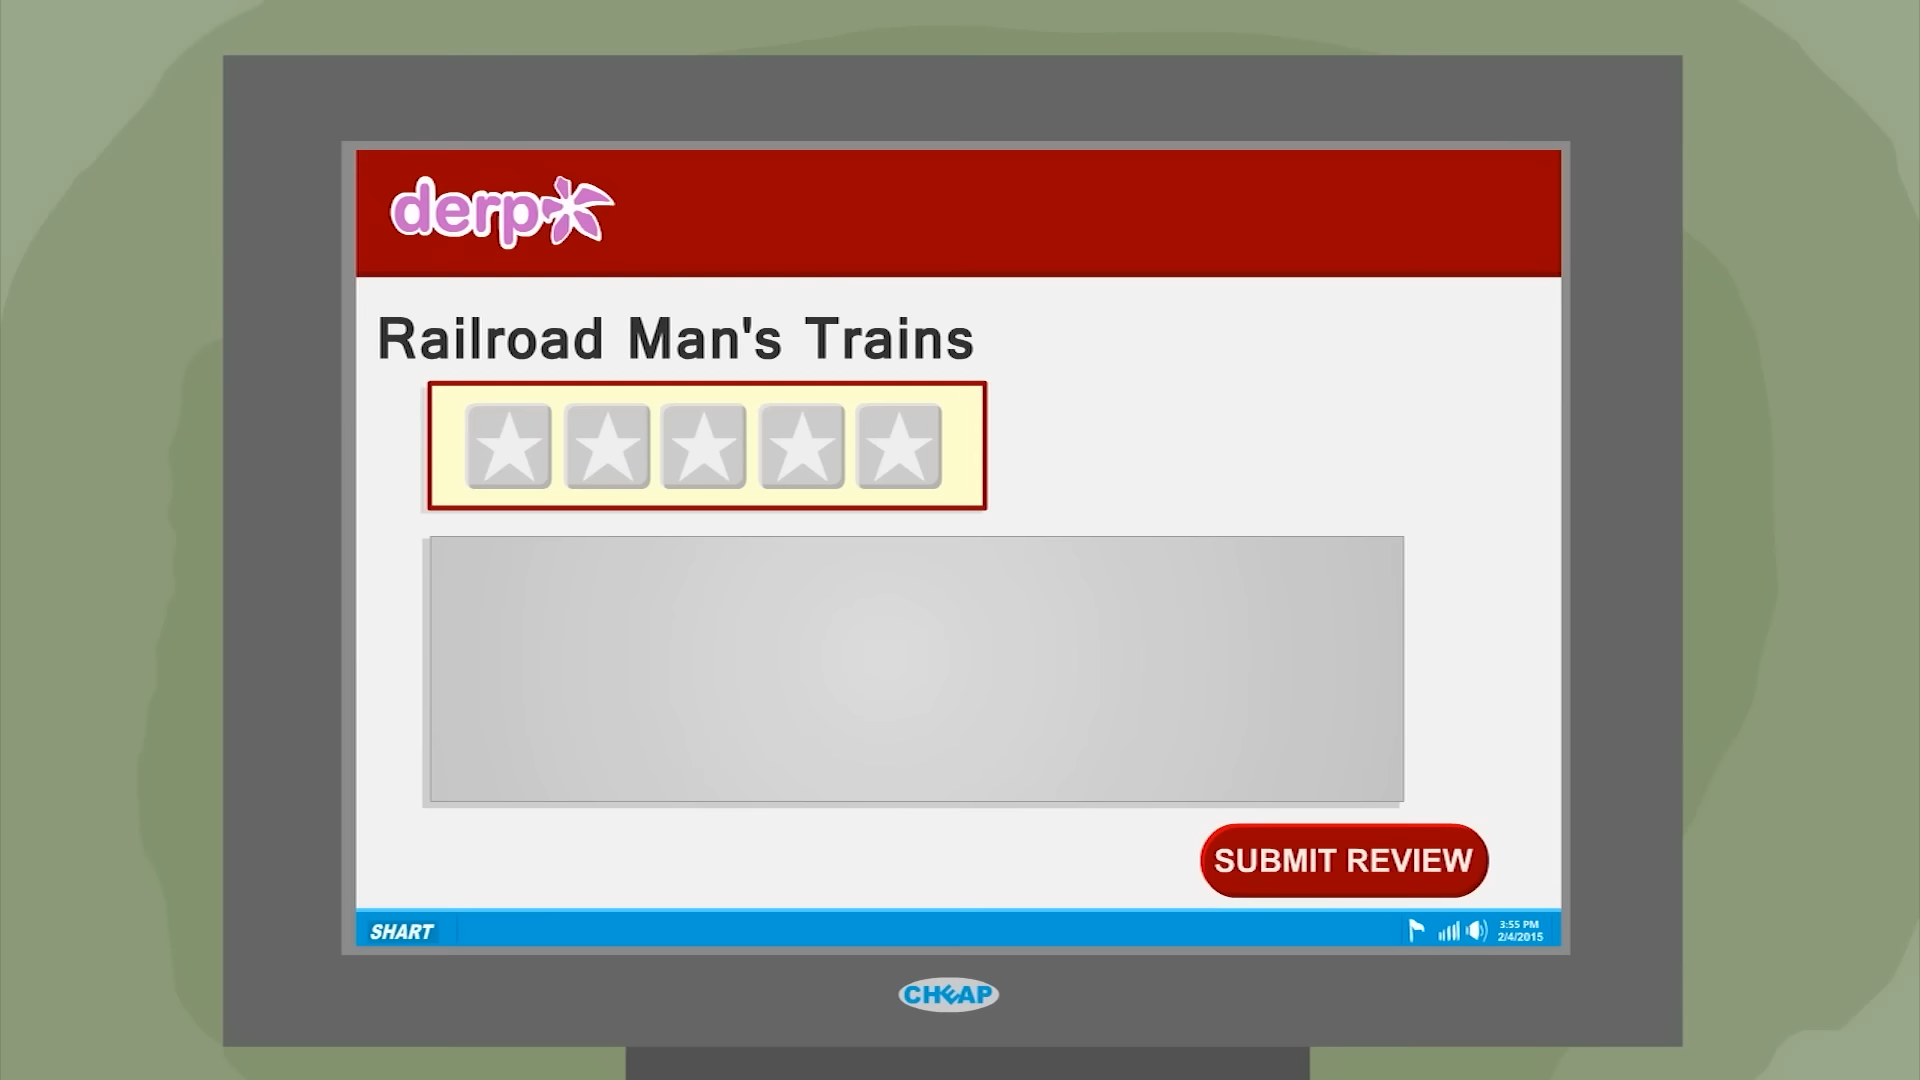 derp
Railroad Man's Trains
SUBMIT REVIEW
SHART
3:55 PM
2/4/2015
CHEAP